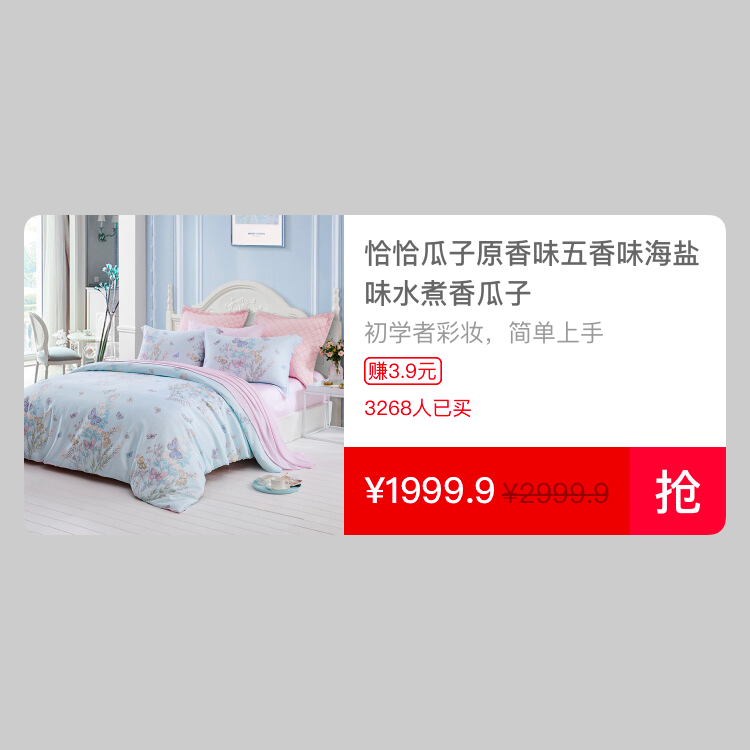 恰恰瓜子原香味五香味海盐
味水煮香瓜子
初学者彩妆，简单上手
赚3.9元
3268人已买
¥1999.9 ¥2999.9 抢